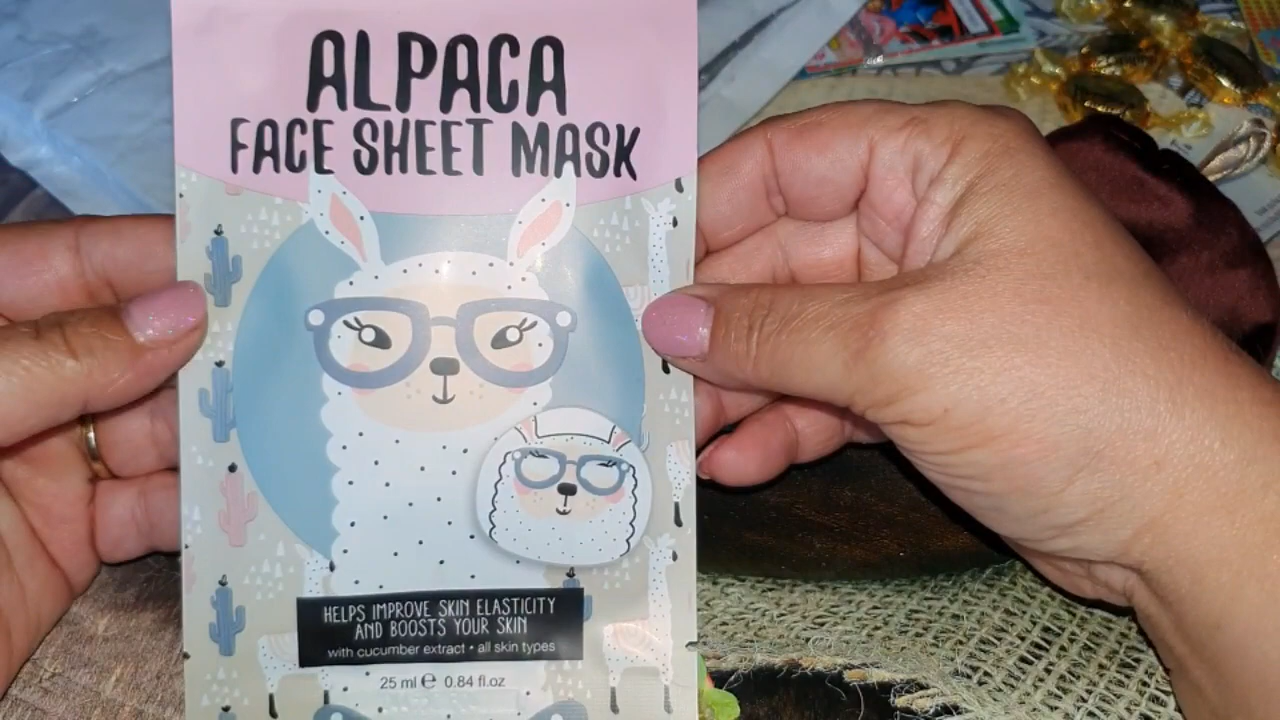 ALPACA
FACE SHEET MASK
HELPS IMPROVE SKIN ELASTICITY
AND BOOSTS YOUR SKIN
with cucumber extract • all skin types
25 ml ℮ 0.84 fl.oz
To